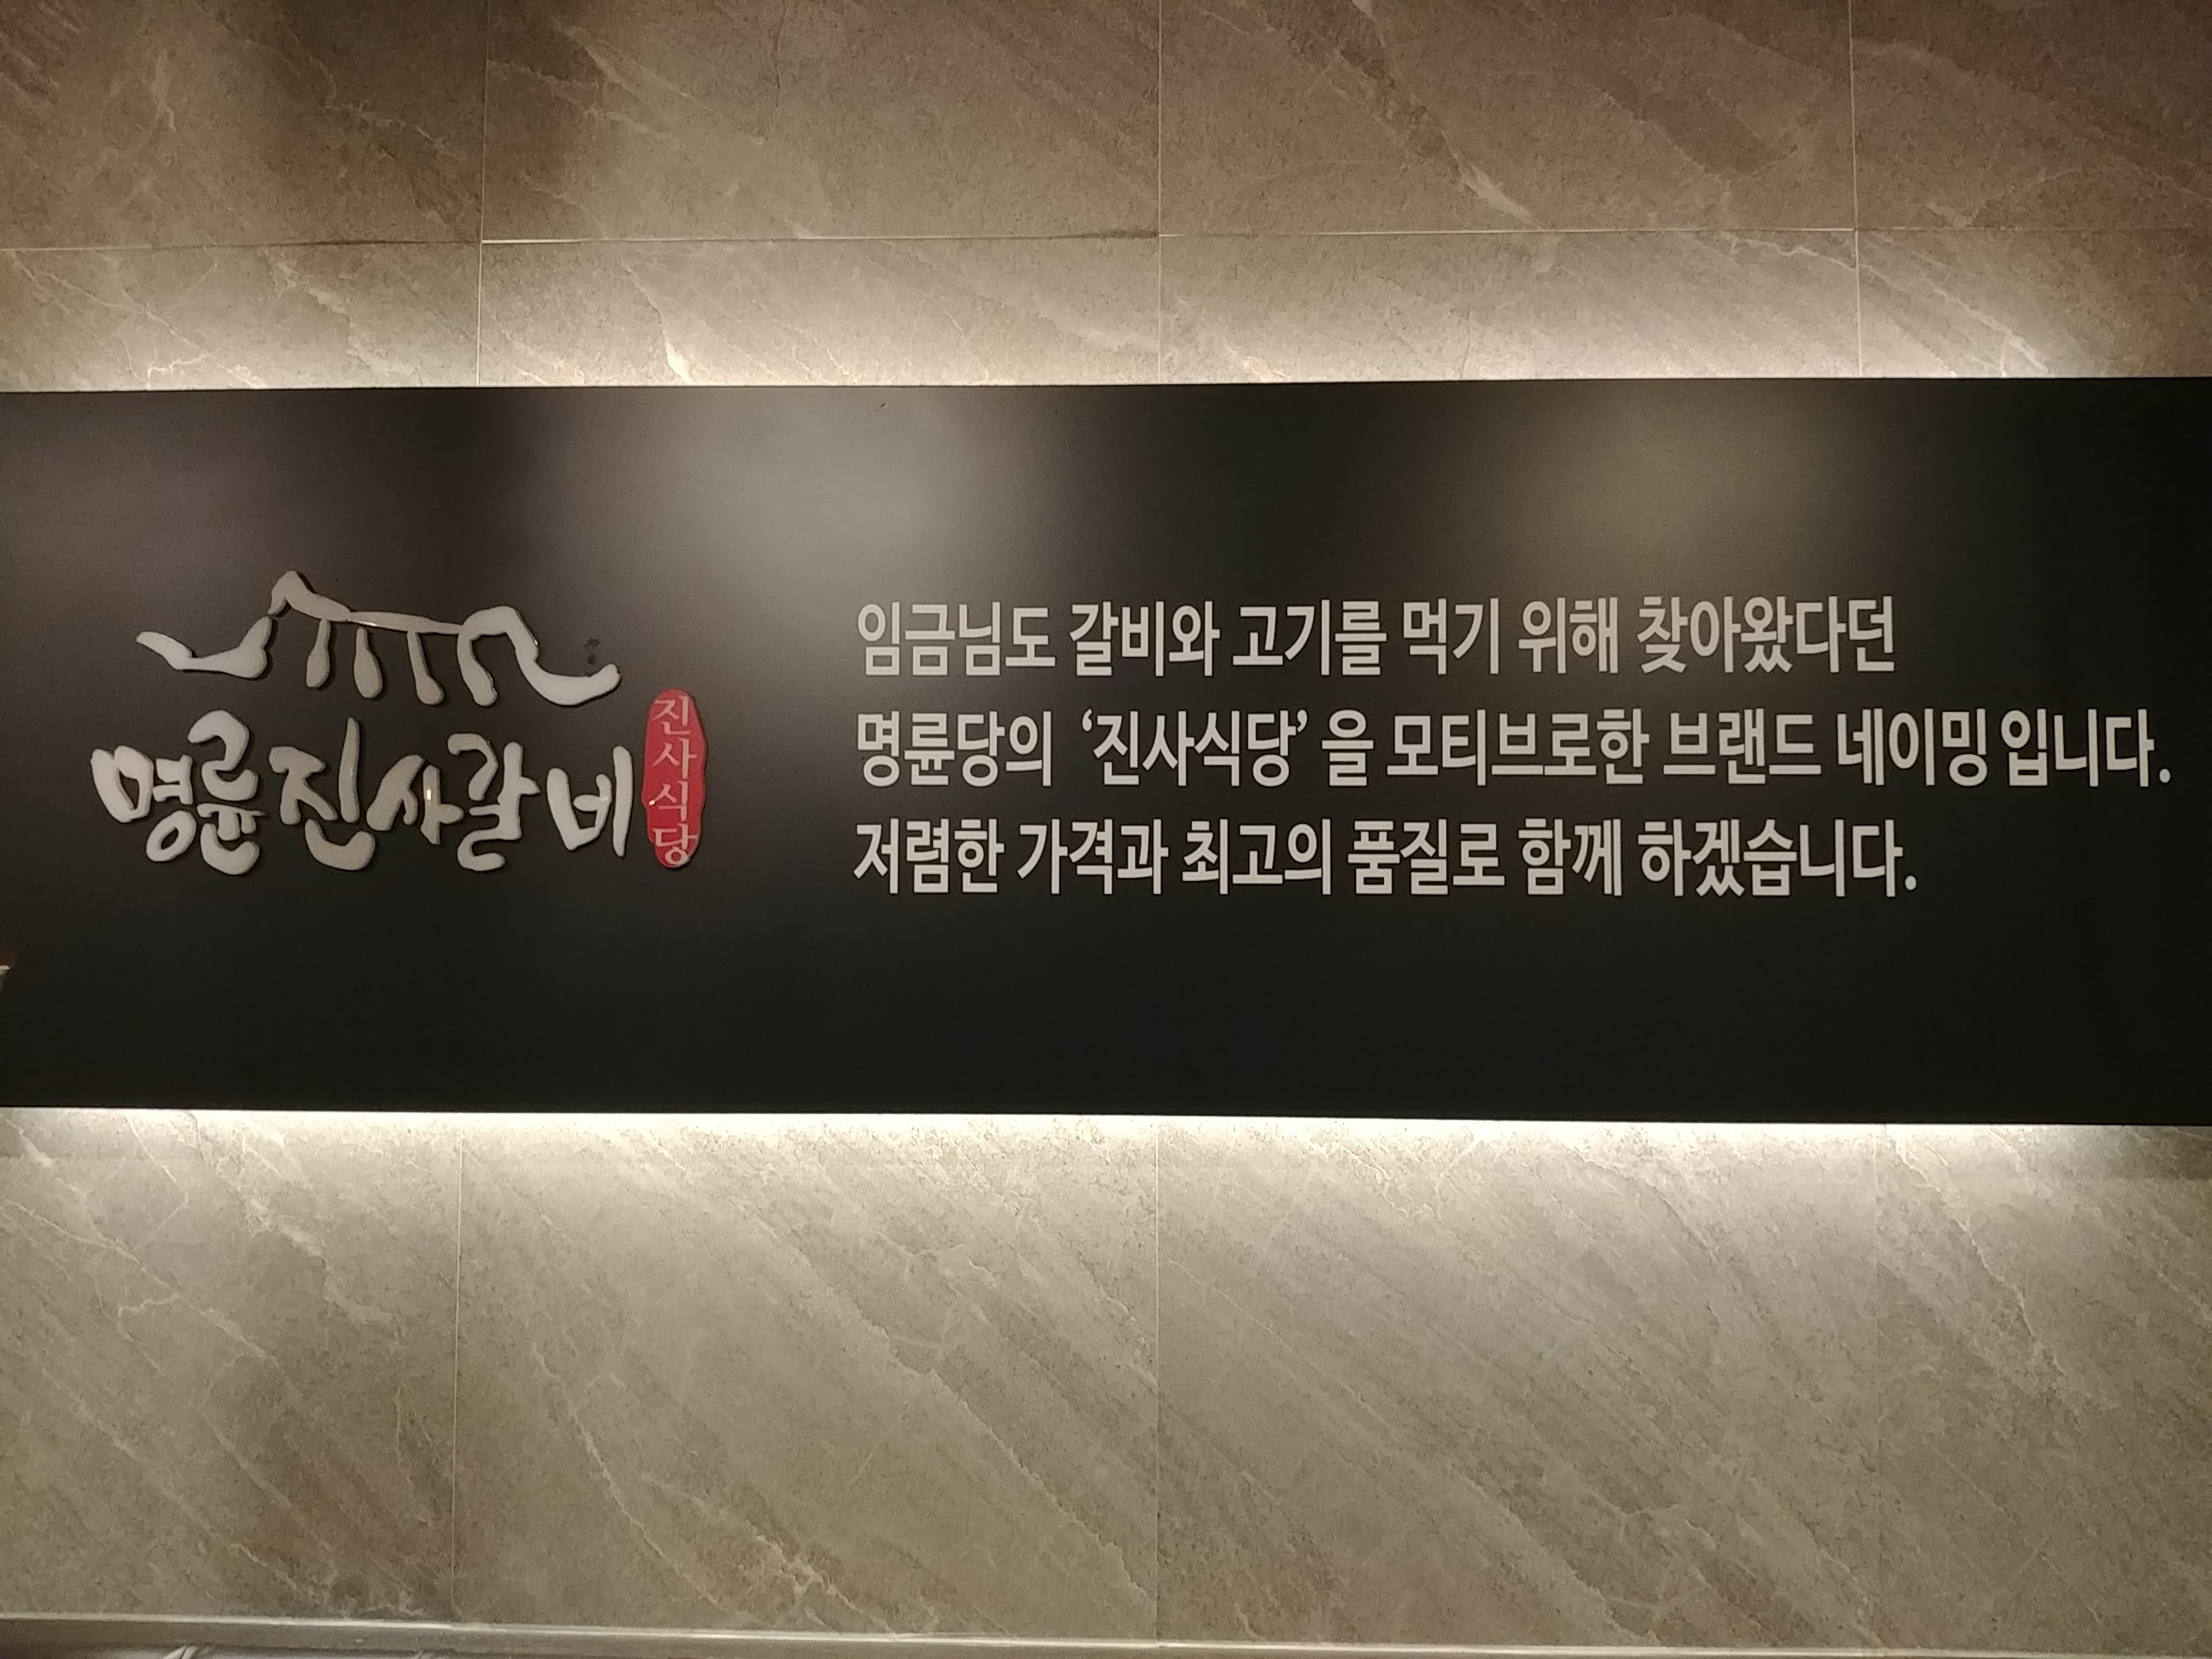 명륜진사갈비
진사식당
임금님도 갈비와 고기를 먹기 위해 찾아왔다던
명륜당의 ‘진사식당’ 을 모티브로한 브랜드 네이밍 입니다.
저렴한 가격과 최고의 품질로 함께 하겠습니다.